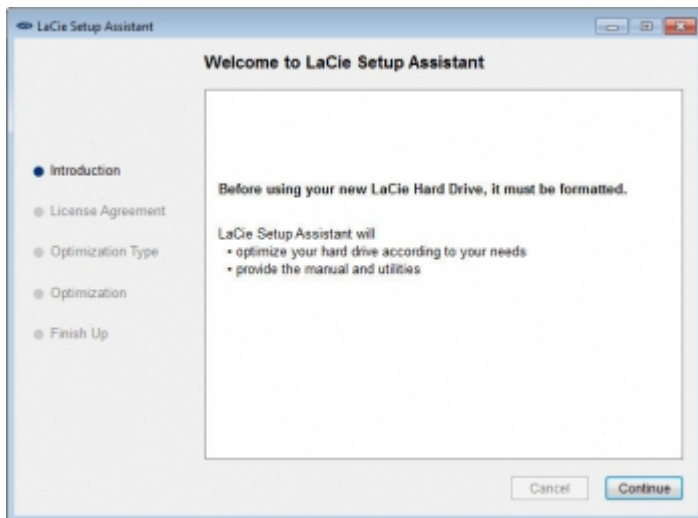 LaCie Setup Assistant
Welcome to LaCie Setup Assistant
Introduction
License Agreement
Optimization Type
Optimization
Finish Up
Before using your new LaCie Hard Drive, it must be formatted.
LaCie Setup Assistant will
• optimize your hard drive according to your needs
• provide the manual and utilities
Cancel
Continue